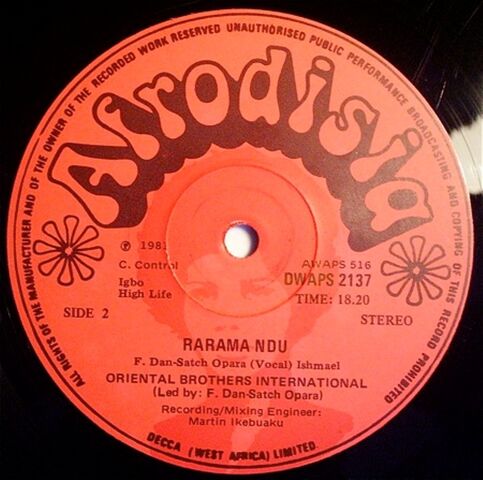 ALL RIGHTS OF THE MANUFACTURER AND OF THE OWNER OF THE RECORDED WORK RESERVED UNAUTHORISED PUBLIC PERFORMANCE BROADCASTING AND COPYING OF THIS RECORD PROHIBITED
Afrodisia
℗ 1981
C. Control
Igbo
High Life
SIDE 2
AWAPS 516
DWAPS 2137
TIME: 18.20
STEREO
RARAMA NDU
F. Dan-Satch Opara (Vocal) Ishmael
ORIENTAL BROTHERS INTERNATIONAL
(Led by: F. Dan-Satch Opara)
Recording/Mixing Engineer:
Martin Ikebuaku
DECCA (WEST AFRICA) LIMITED.